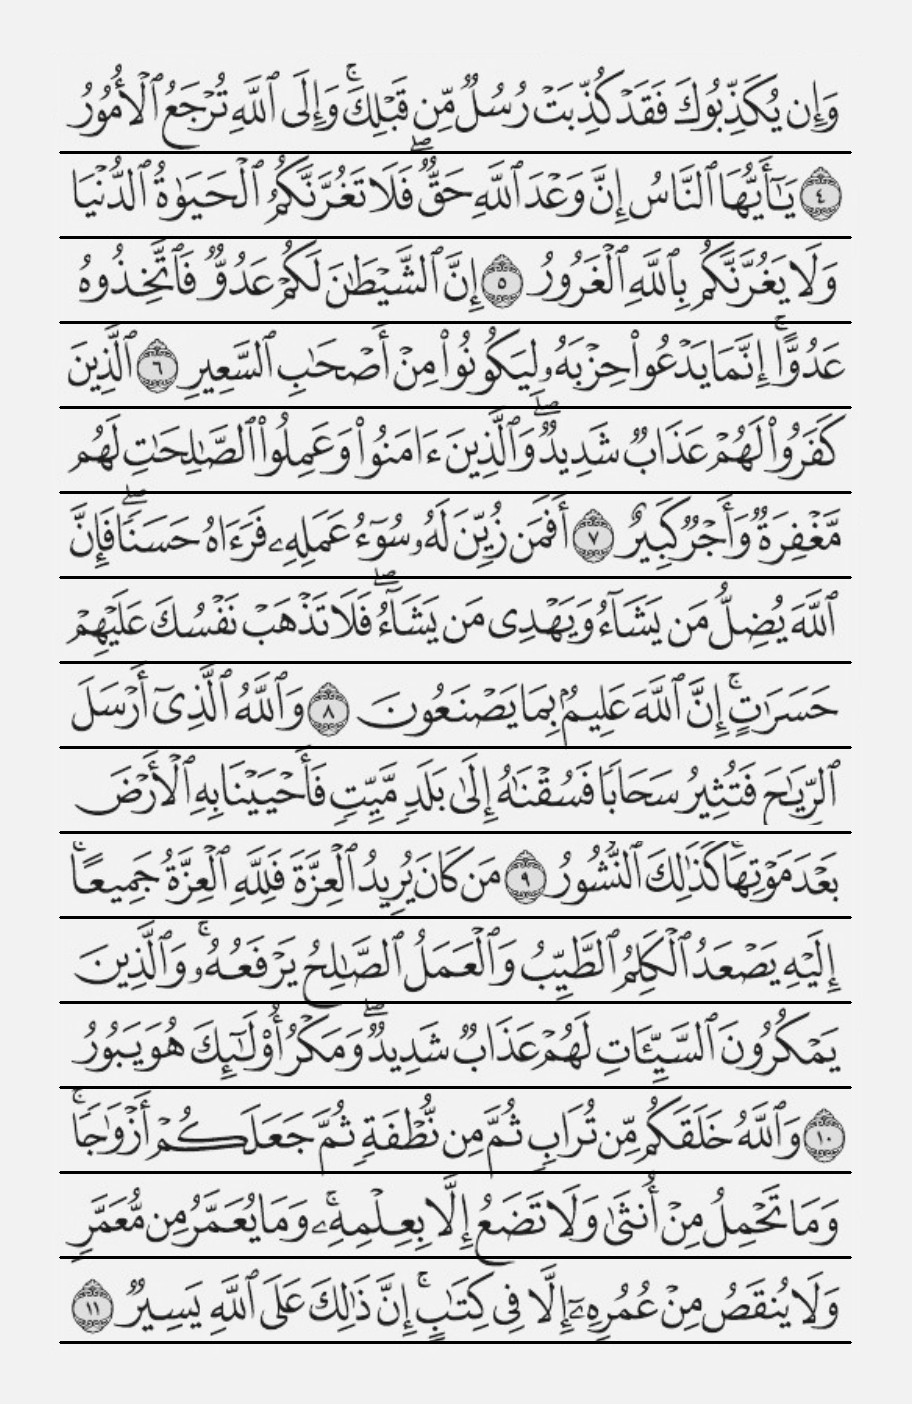 وَإِن يُكَذِّبُوكَ فَقَدْ كُذِّبَتْ رُسُلٌ مِّن قَبْلِكَ ۚ وَإِلَى ٱللَّهِ تُرْجَعُ ٱلْأُمُورُ
٤ يَـٰٓأَيُّهَا ٱلنَّاسُ إِنَّ وَعْدَ ٱللَّهِ حَقٌّ ۖ فَلَا تَغُرَّنَّكُمُ ٱلْحَيَوٰةُ ٱلدُّنْيَا
وَلَا يَغُرَّنَّكُم بِٱللَّهِ ٱلْغَرُورُ ٥ إِنَّ ٱلشَّيْطَـٰنَ لَكُمْ عَدُوٌّ فَٱتَّخِذُوهُ
عَدُوًّا ۚ إِنَّمَا يَدْعُوا۟ حِزْبَهُۥ لِيَكُونُوا۟ مِنْ أَصْحَـٰبِ ٱلسَّعِيرِ ٦ ٱلَّذِينَ
كَفَرُوا۟ لَهُمْ عَذَابٌ شَدِيدٌ ۖ وَٱلَّذِينَ ءَامَنُوا۟ وَعَمِلُوا۟ ٱلصَّـٰلِحَـٰتِ لَهُم
مَّغْفِرَةٌ وَأَجْرٌ كَبِيرٌ ٧ أَفَمَن زُيِّنَ لَهُۥ سُوٓءُ عَمَلِهِۦ فَرَءَاهُ حَسَنًا ۖ فَإِنَّ
ٱللَّهَ يُضِلُّ مَن يَشَآءُ وَيَهْدِى مَن يَشَآءُ ۖ فَلَا تَذْهَبْ نَفْسُكَ عَلَيْهِمْ
حَسَرَٰتٍ ۚ إِنَّ ٱللَّهَ عَلِيمٌۢ بِمَا يَصْنَعُونَ ٨ وَٱللَّهُ ٱلَّذِىٓ أَرْسَلَ
ٱلرِّيَـٰحَ فَتُثِيرُ سَحَابًا فَسُقْنَـٰهُ إِلَىٰ بَلَدٍ مَّيِّتٍ فَأَحْيَيْنَا بِهِ ٱلْأَرْضَ
بَعْدَ مَوْتِهَا ۚ كَذَٰلِكَ ٱلنُّشُورُ ٩ مَن كَانَ يُرِيدُ ٱلْعِزَّةَ فَلِلَّهِ ٱلْعِزَّةُ جَمِيعًا ۚ
إِلَيْهِ يَصْعَدُ ٱلْكَلِمُ ٱلطَّيِّبُ وَٱلْعَمَلُ ٱلصَّـٰلِحُ يَرْفَعُهُۥ ۚ وَٱلَّذِينَ
يَمْكُرُونَ ٱلسَّيِّـَٔاتِ لَهُمْ عَذَابٌ شَدِيدٌ ۖ وَمَكْرُ أُو۟لَـٰٓئِكَ هُوَ يَبُورُ
١٠ وَٱللَّهُ خَلَقَكُم مِّن تُرَابٍ ثُمَّ مِن نُّطْفَةٍ ثُمَّ جَعَلَكُمْ أَزْوَٰجًا ۚ
وَمَا تَحْمِلُ مِنْ أُنثَىٰ وَلَا تَضَعُ إِلَّا بِعِلْمِهِۦ ۚ وَمَا يُعَمَّرُ مِن مُّعَمَّرٍ
وَلَا يُنقَصُ مِنْ عُمُرِهِۦٓ إِلَّا فِى كِتَـٰبٍ ۚ إِنَّ ذَٰلِكَ عَلَى ٱللَّهِ يَسِيرٌ ١١